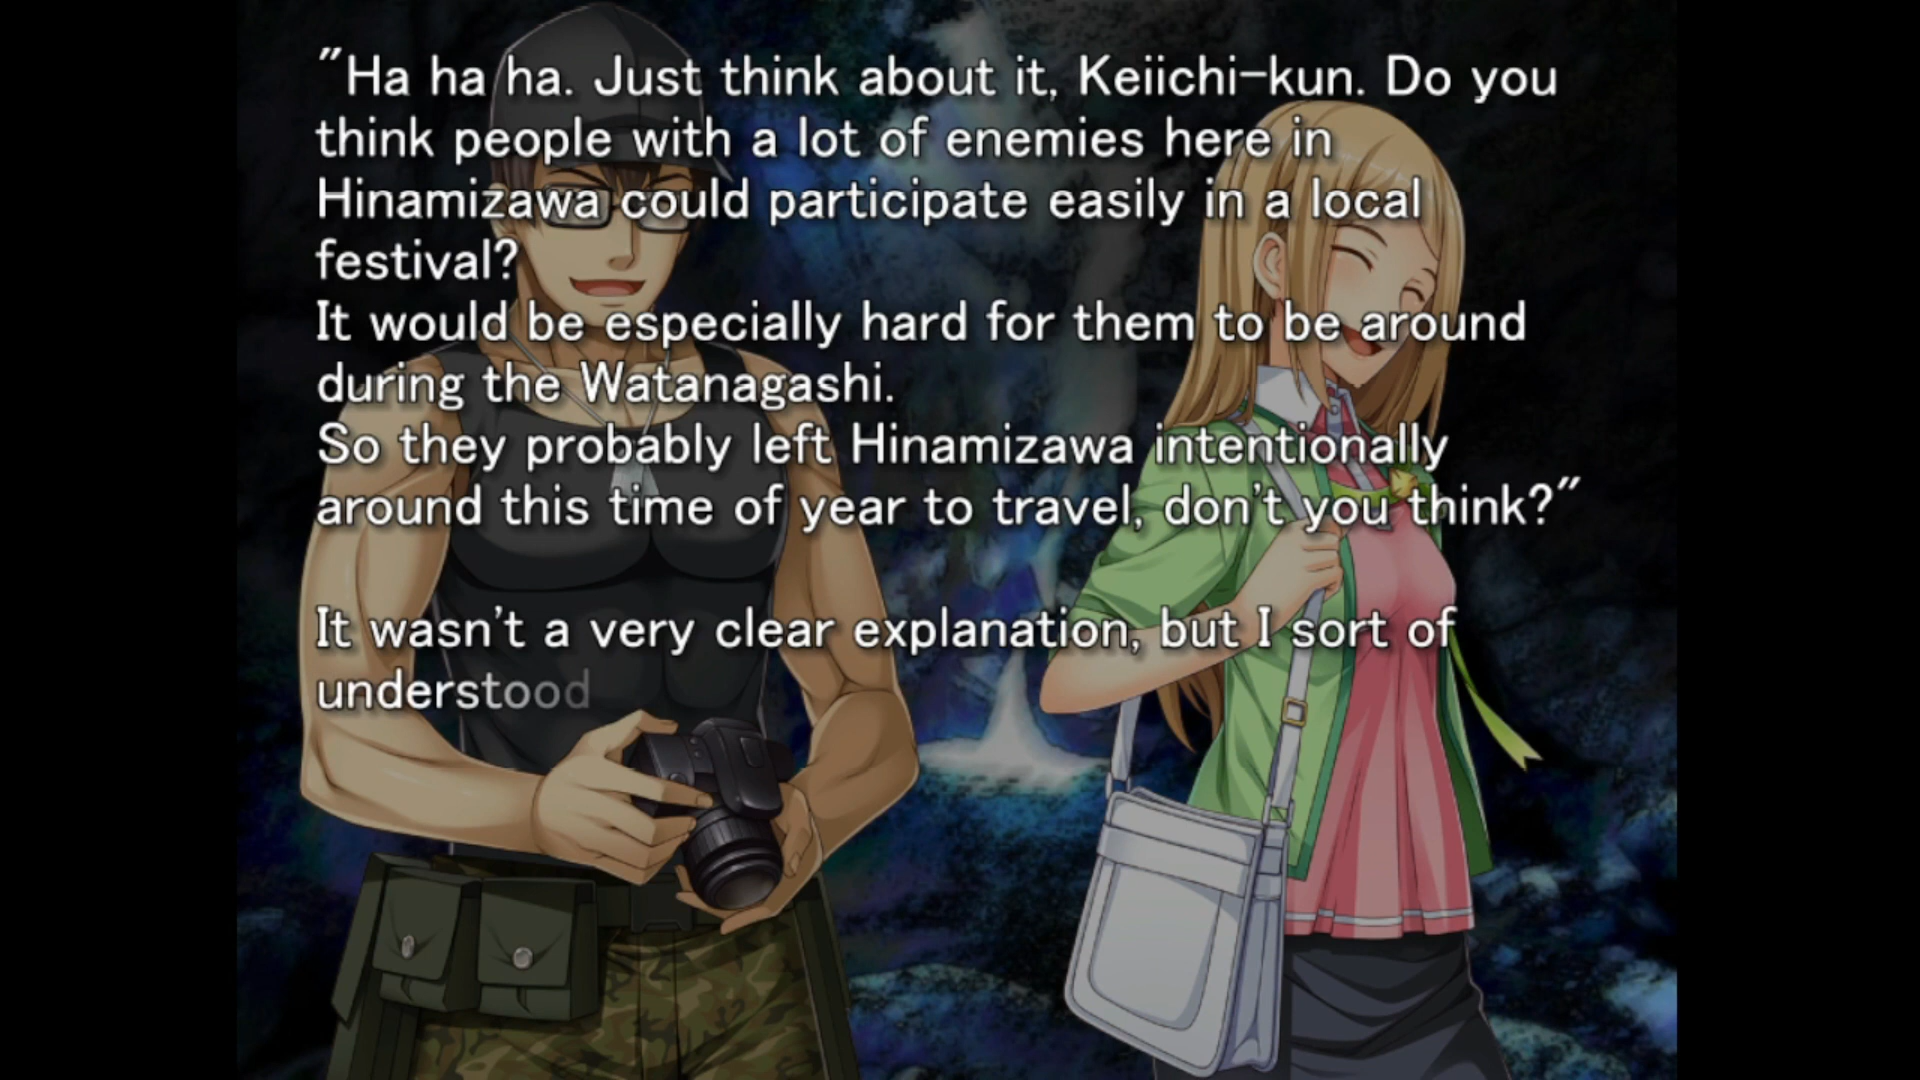 "Ha ha ha. Just think about it, Keiichi-kun. Do you
think people with a lot of enemies here in
Hinamizawa could participate easily in a local
festival?
It would be especially hard for them to be around
during the Watanagashi.
So they probably left Hinamizawa intentionally
around this time of year to travel, don't you think?"
It wasn't a very clear explanation, but I sort of
understood